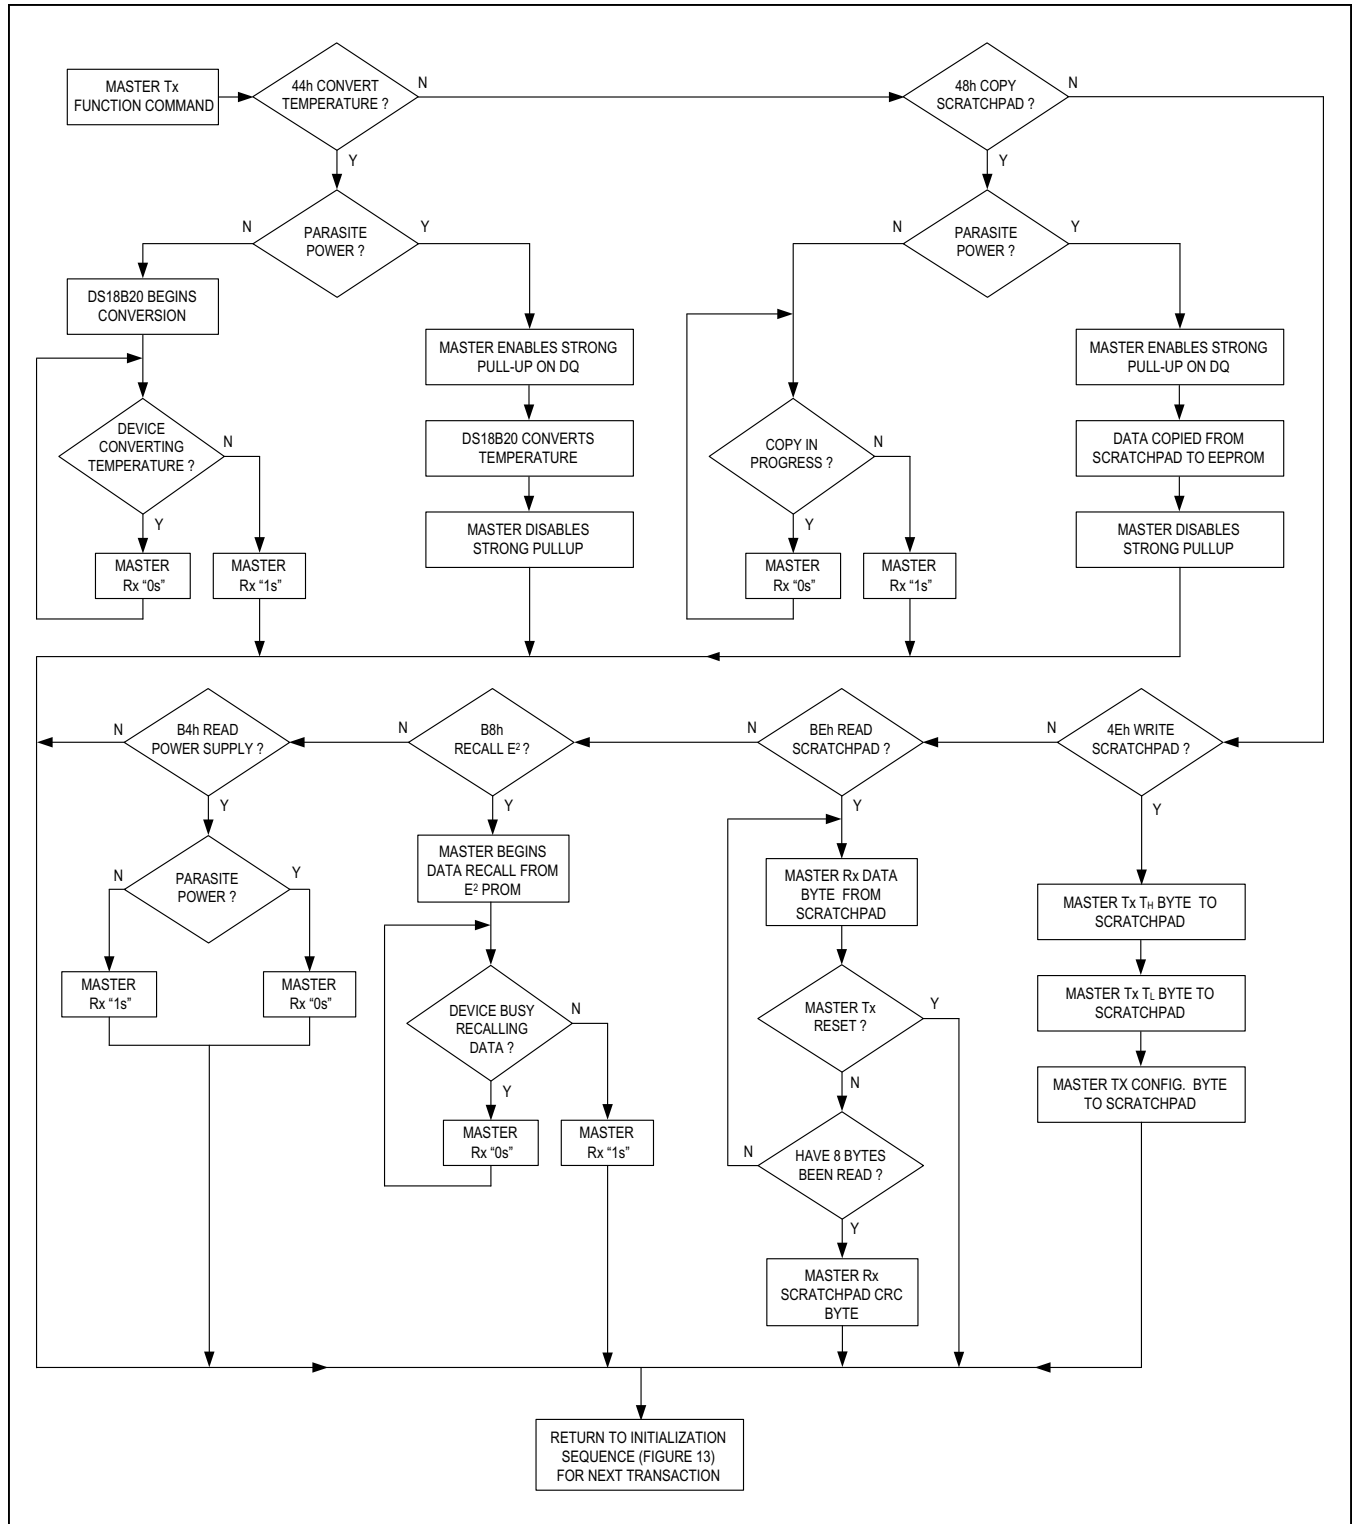 MASTER Tx
FUNCTION COMMAND
44h CONVERT
TEMPERATURE ?
N
Y
48h COPY
SCRATCHPAD ?
N
Y
PARASITE
POWER ?
N
Y
PARASITE
POWER ?
N
Y
DS18B20 BEGINS
CONVERSION
MASTER ENABLES STRONG
PULL-UP ON DQ
MASTER ENABLES STRONG
PULL-UP ON DQ
DEVICE
CONVERTING
TEMPERATURE ?
N
Y
DS18B20 CONVERTS
TEMPERATURE
COPY IN
PROGRESS ?
N
Y
DATA COPIED FROM
SCRATCHPAD TO EEPROM
MASTER
Rx “0s”
MASTER
Rx “1s”
MASTER DISABLES
STRONG PULLUP
MASTER
Rx “0s”
MASTER
Rx “1s”
MASTER DISABLES
STRONG PULLUP
B4h READ
POWER SUPPLY ?
N
Y
B8h
RECALL E² ?
N
Y
BEh READ
SCRATCHPAD ?
N
Y
4Eh WRITE
SCRATCHPAD ?
N
Y
PARASITE
POWER ?
N
Y
MASTER BEGINS
DATA RECALL FROM
E² PROM
MASTER Rx DATA
BYTE FROM
SCRATCHPAD
MASTER Tx Tʜ BYTE TO
SCRATCHPAD
MASTER
Rx “1s”
MASTER
Rx “0s”
DEVICE BUSY
RECALLING
DATA ?
N
Y
MASTER Tx
RESET ?
Y
N
MASTER Tx Tʟ BYTE TO
SCRATCHPAD
MASTER TX CONFIG. BYTE
TO SCRATCHPAD
MASTER
Rx “0s”
MASTER
Rx “1s”
HAVE 8 BYTES
BEEN READ ?
N
Y
MASTER Rx
SCRATCHPAD CRC
BYTE
RETURN TO INITIALIZATION
SEQUENCE (FIGURE 13)
FOR NEXT TRANSACTION